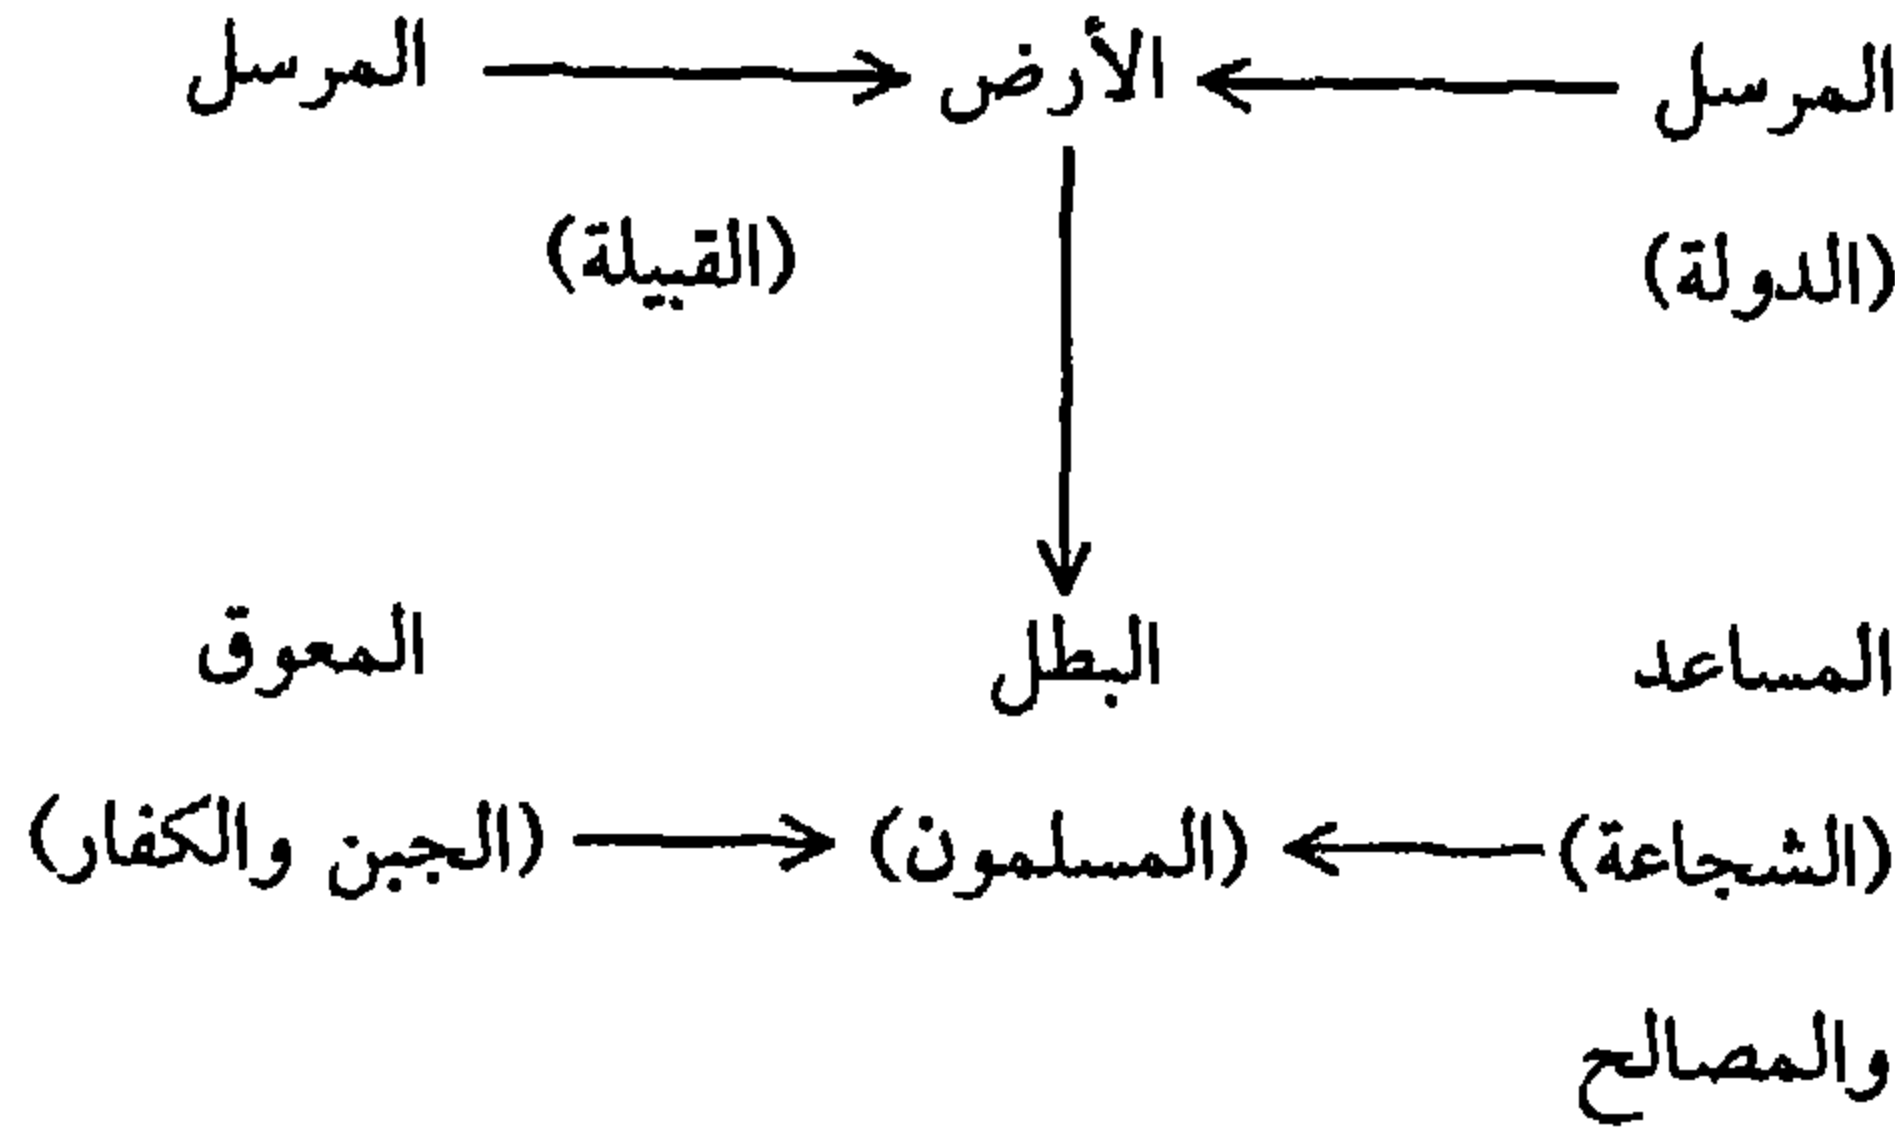 المرسل الأرض المرسل
(الدولة) (القبيلة)
المساعد البطل المعوق
(الشجاعة) (المسلمون) (الجبن والكفار)
والمصالح